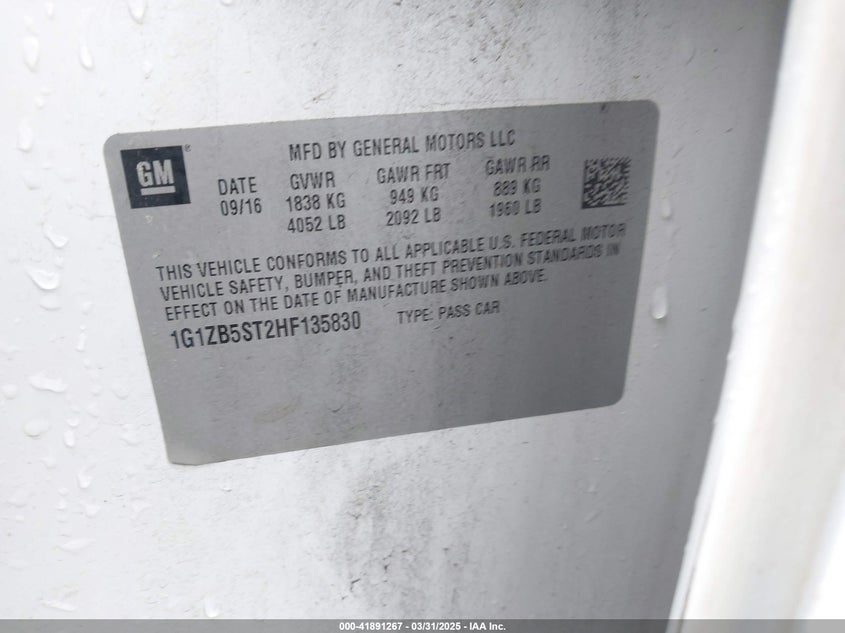 GM
®
MFD BY GENERAL MOTORS LLC
DATE GVWR GAWR FRT GAWR RR
09/16 1838 KG 949 KG 889 KG
4052 LB 2092 LB 1960 LB
THIS VEHICLE CONFORMS TO ALL APPLICABLE U.S. FEDERAL MOTOR
VEHICLE SAFETY, BUMPER, AND THEFT PREVENTION STANDARDS IN
EFFECT ON THE DATE OF MANUFACTURE SHOWN ABOVE.
1G1ZB5ST2HF135830 TYPE: PASS CAR
000-41891267 - 03/31/2025 - IAA Inc.